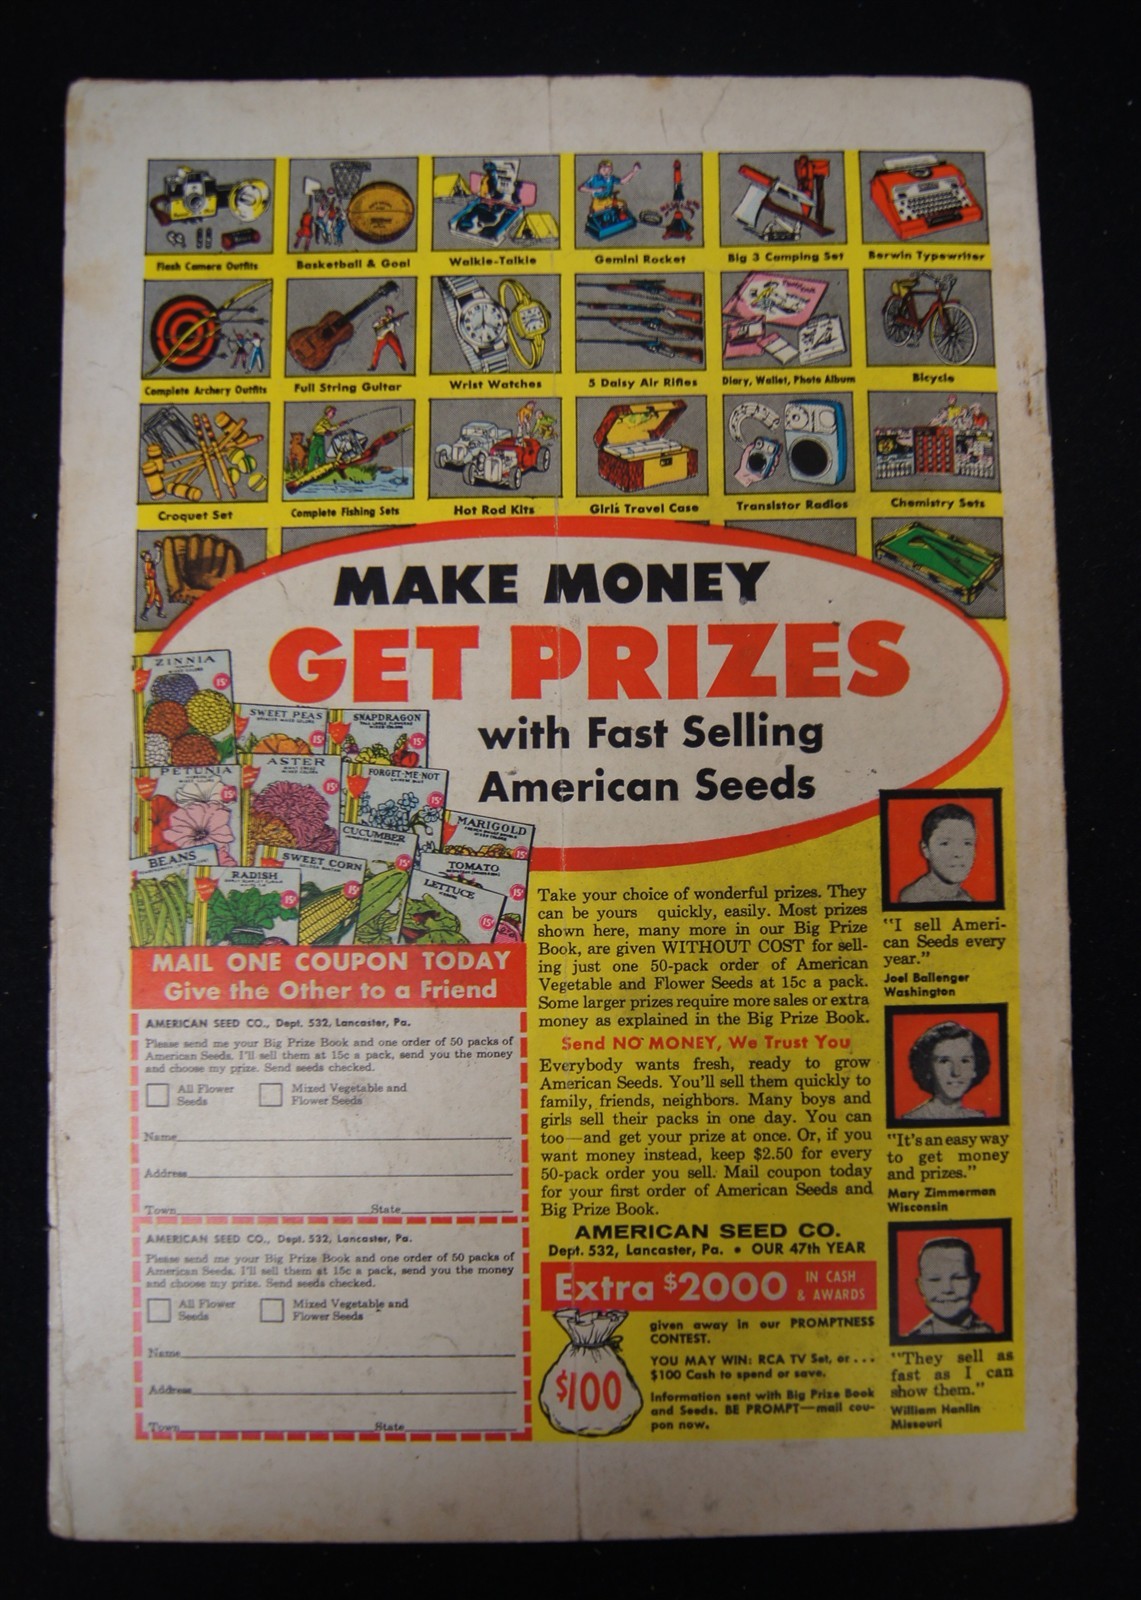 Flash Camera Outfits
Basketball & Goal
Walkie-Talkie
Gemini Rocket
Big 3 Camping Set
Berwin Typewriter
Complete Archery Outfits
Full String Guitar
Wrist Watches
5 Daisy Air Rifles
Diary, Wallet, Photo Album
Bicycle
Croquet Set
Complete Fishing Sets
Hot Rod Kits
Girl's Travel Case
Transistor Radios
Chemistry Sets
MAKE MONEY
GET PRIZES
with Fast Selling
American Seeds
ZINNIA
15¢
SWEET PEAS
15¢
SNAPDRAGON
15¢
PETUNIA
15¢
ASTER
15¢
FORGET-ME-NOT
15¢
CUCUMBER
15¢
MARIGOLD
15¢
BEANS
RADISH
15¢
SWEET CORN
15¢
TOMATO
15¢
LETTUCE
15¢
MAIL ONE COUPON TODAY
Give the Other to a Friend
AMERICAN SEED CO., Dept. 532, Lancaster, Pa.
Please send me your Big Prize Book and one order of 50 packs of
American Seeds. I'll sell them at 15c a pack, send you the money
and choose my prize. Send seeds checked.
All Flower
Seeds
Mixed Vegetable and
Flower Seeds
Name
Address
Town State
AMERICAN SEED CO., Dept. 532, Lancaster, Pa.
Please send me your Big Prize Book and one order of 50 packs of
American Seeds. I'll sell them at 15c a pack, send you the money
and choose my prize. Send seeds checked.
All Flower
Seeds
Mixed Vegetable and
Flower Seeds
Name
Address
Town State
Take your choice of wonderful prizes. They
can be yours quickly, easily. Most prizes
shown here, many more in our Big Prize
Book, are given WITHOUT COST for sell-
ing just one 50-pack order of American
Vegetable and Flower Seeds at 15c a pack.
Some larger prizes require more sales or extra
money as explained in the Big Prize Book.
Send NO MONEY, We Trust You
Everybody wants fresh, ready to grow
American Seeds. You'll sell them quickly to
family, friends, neighbors. Many boys and
girls sell their packs in one day. You can
too—and get your prize at once. Or, if you
want money instead, keep $2.50 for every
50-pack order you sell. Mail coupon today
for your first order of American Seeds and
Big Prize Book.
AMERICAN SEED CO.
Dept. 532, Lancaster, Pa. • OUR 47th YEAR
Extra $2000 IN CASH
& AWARDS
$100
given away in our PROMPTNESS
CONTEST.
YOU MAY WIN: RCA TV Set, or . . .
$100 Cash to spend or save.
Information sent with Big Prize Book
and Seeds. BE PROMPT—mail cou-
pon now.
"I sell Ameri-
can Seeds every
year."
Joel Ballenger
Washington
"It's an easy way
to get money
and prizes."
Mary Zimmerman
Wisconsin
"They sell as
fast as I can
show them."
William Hanlin
Missouri